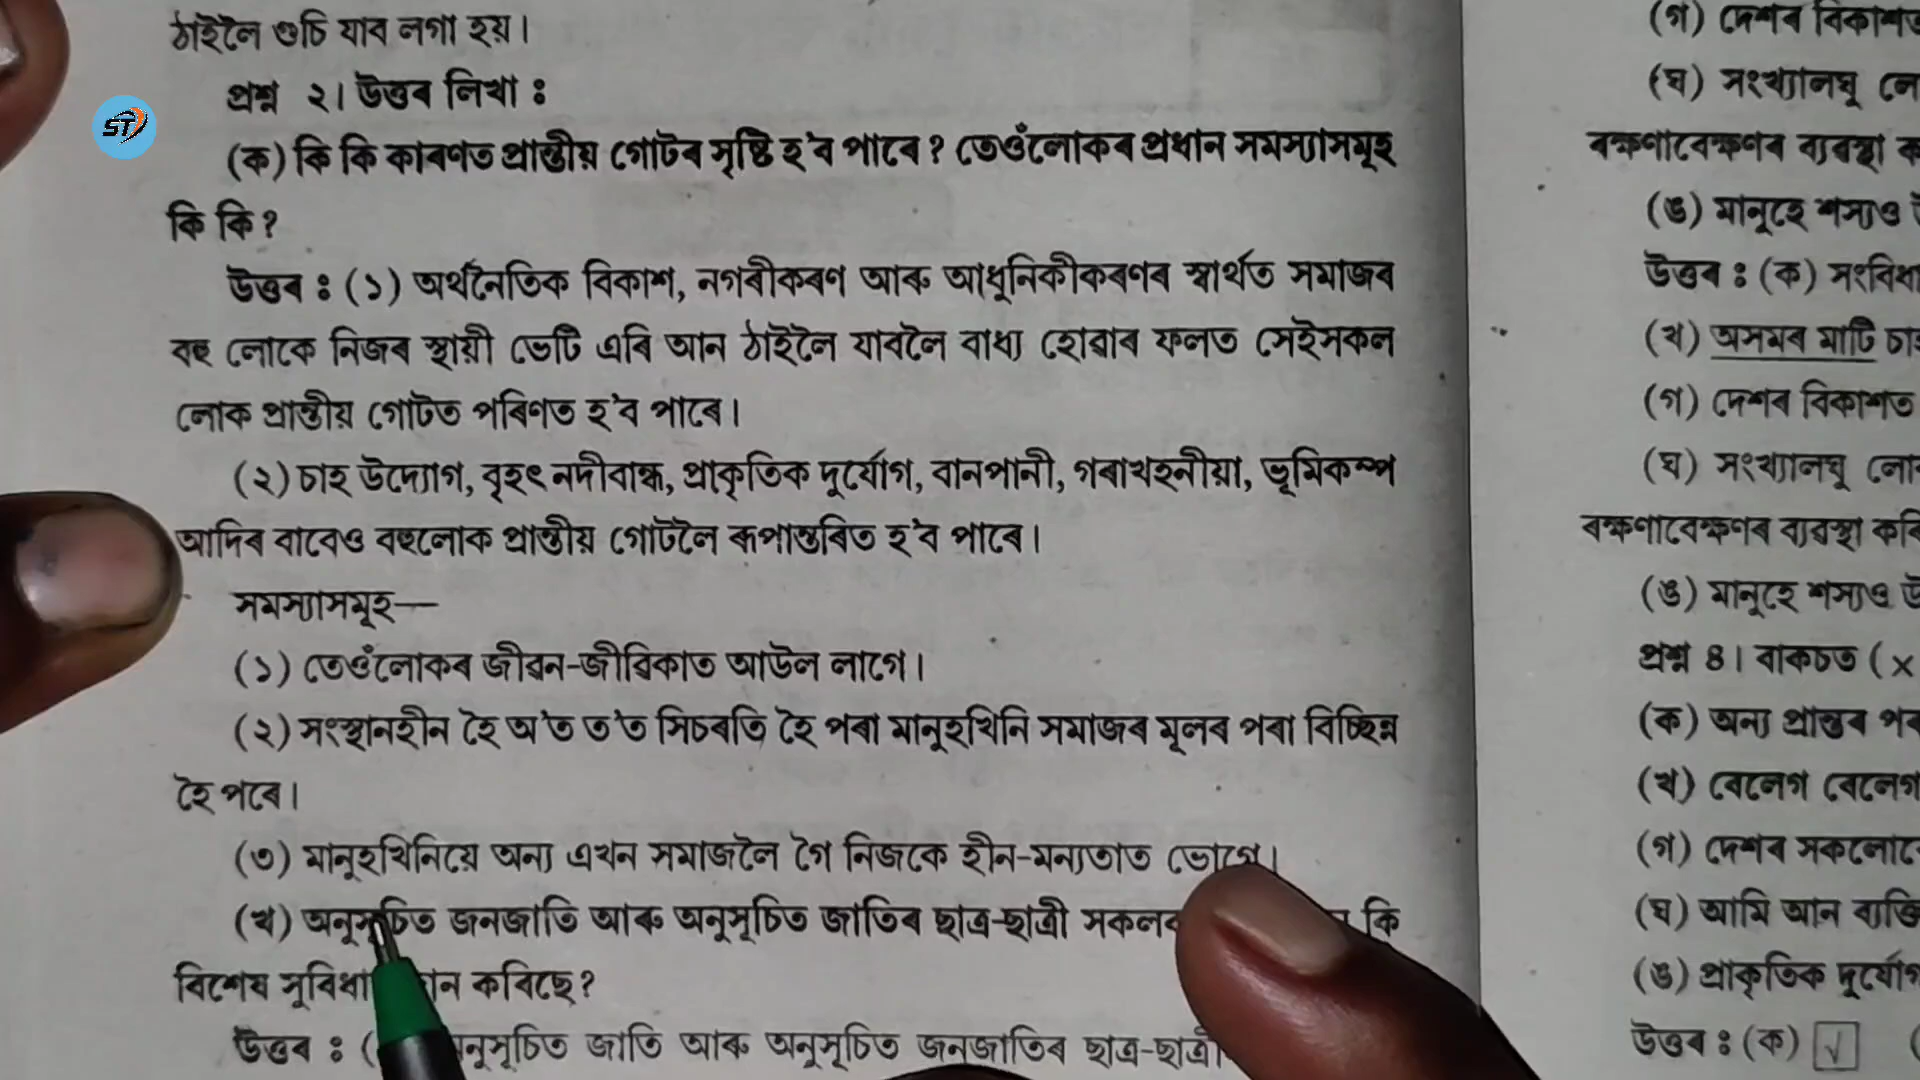 ঠাইলৈ গুচি যাব লগা হয়।
প্ৰশ্ন ২। উত্তৰ লিখা :
ST
(ক) কি কি কাৰণত প্ৰান্তীয় গোটৰ সৃষ্টি হ'ব পাৰে? তেওঁলোকৰ প্ৰধান সমস্যাসমূহ
কি কি?
উত্তৰ : (১) অৰ্থনৈতিক বিকাশ, নগৰীকৰণ আৰু আধুনিকীকৰণৰ স্বাৰ্থত সমাজৰ
বহু লোকে নিজৰ স্থায়ী ভেটি এৰি আন ঠাইলৈ যাবলৈ বাধ্য হোৱাৰ ফলত সেইসকল
লোক প্ৰান্তীয় গোটত পৰিণত হ'ব পাৰে।
(২) চাহ উদ্যোগ, বৃহৎ নদীবান্ধ, প্ৰাকৃতিক দুৰ্যোগ, বানপানী, গৰাখহনীয়া, ভূমিকম্প
আদিৰ বাবেও বহুলোক প্ৰান্তীয় গোটলৈ ৰূপান্তৰিত হ'ব পাৰে।
সমস্যাসমূহ—
(১) তেওঁলোকৰ জীৱন-জীৱিকাত আউল লাগে।
(২) সংস্থানহীন হৈ অ'ত ত'ত সিচৰতি হৈ পৰা মানুহখিনি সমাজৰ মূলৰ পৰা বিচ্ছিন্ন
হৈ পৰে।
(৩) মানুহখিনিয়ে অন্য এখন সমাজলৈ গৈ নিজকে হীন-মন্যতাত ভোগে।
(খ) অনুসূচিত জনজাতি আৰু অনুসূচিত জাতিৰ ছাত্ৰ-ছাত্ৰী কি
বিশেষ কৰিছে?
উত্তৰ : জাতি আৰু অনুসূচিত জনজাতিৰ ছাত্ৰ-ছাত্ৰী
(গ) দেশৰ
(ঘ) সংখ্যালঘু
ৰক্ষণাবেক্ষণৰ ব্যৱস্থা
(ঙ) মানুহে শস্যও
উত্তৰ : (ক)
(খ) অসমৰ মাটি
(গ) দেশৰ বিকাশত
(ঘ) সংখ্যালঘু
ৰক্ষণাবেক্ষণৰ ব্যৱস্থা
(ঙ) মানুহে শস্যও
প্ৰশ্ন ৪। বাকচত (×
(ক) অন্য প্ৰান্তৰ
(খ) বেলেগ বেলেগ
(গ) দেশৰ
(ঘ) আমি আন
(ঙ) প্ৰাকৃতিক
উত্তৰ : (ক) √